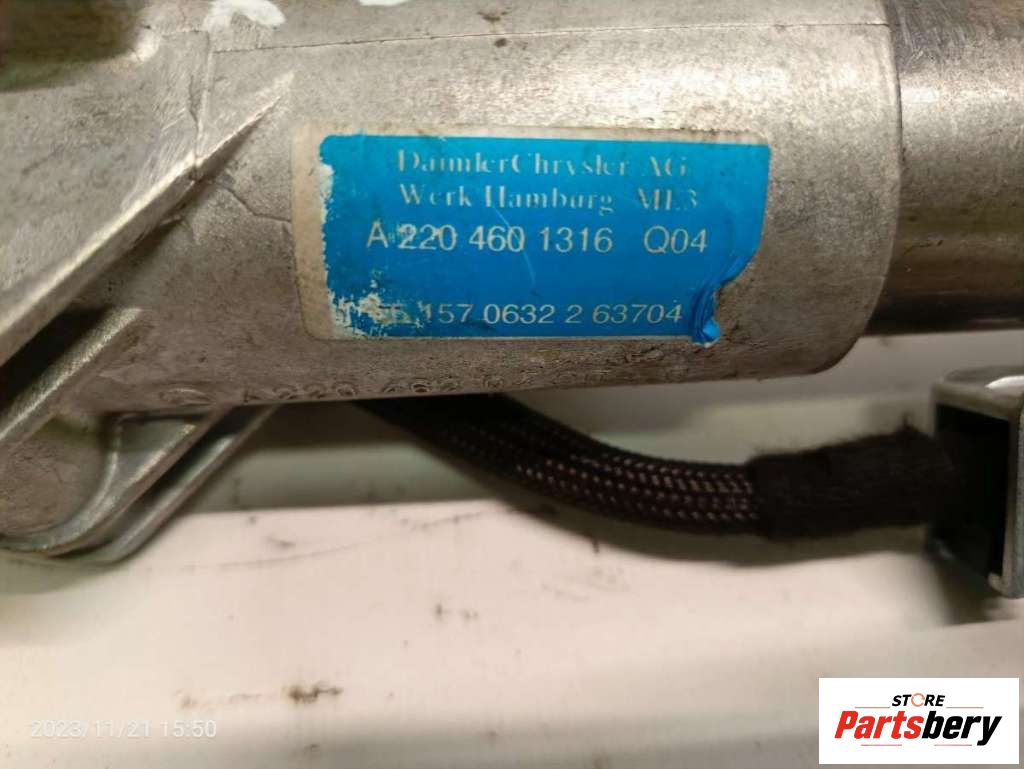 DaimlerChrysler AG
Werk Hamburg ME3
A 220 460 1316 Q04
157 0632 2 63704
2023/11/21 15:50
STORE
Partsbery